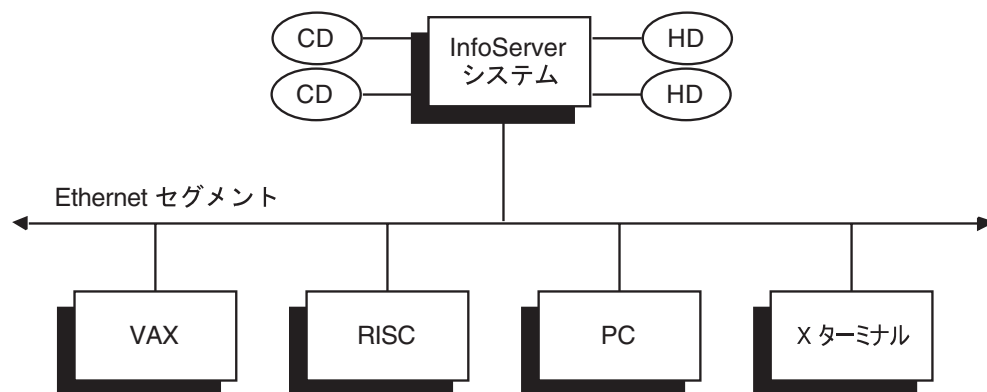 CD
InfoServer
システム
HD
CD
HD
Ethernet セグメント
VAX
RISC
PC
X ターミナル